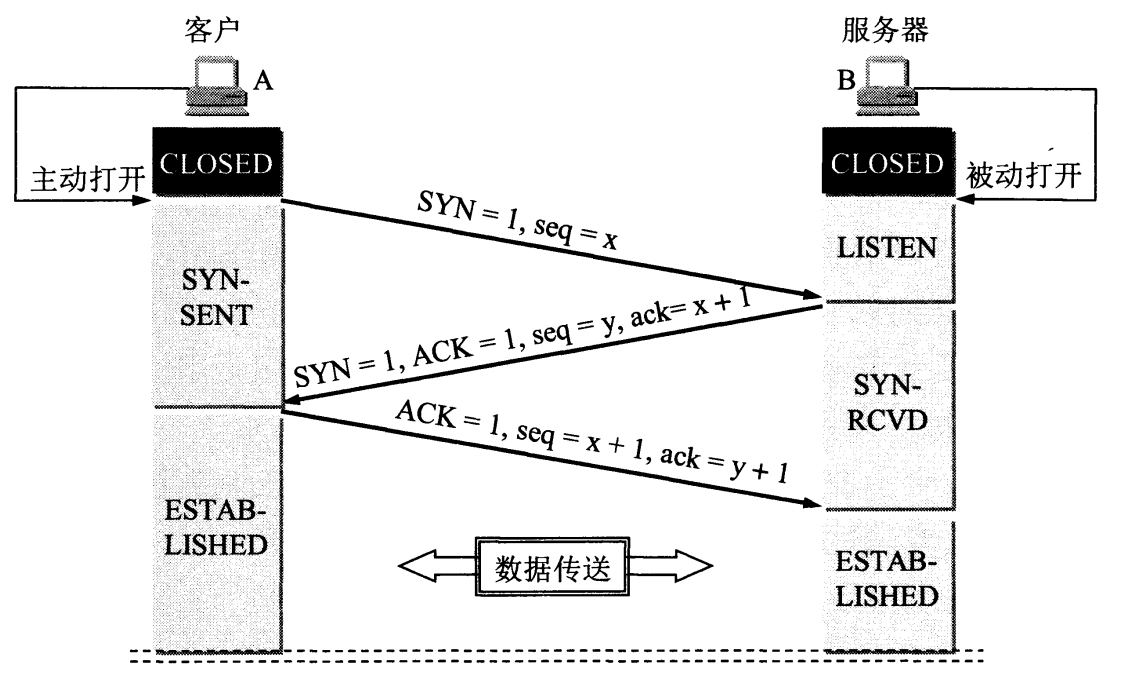 客户
服务器
A
B
CLOSED
CLOSED
主动打开
被动打开
SYN = 1, seq = x
LISTEN
SYN-
SENT
SYN = 1, ACK = 1, seq = y, ack= x + 1
SYN-
RCVD
ACK = 1, seq = x + 1, ack = y + 1
ESTAB-
LISHED
数据传送
ESTAB-
LISHED